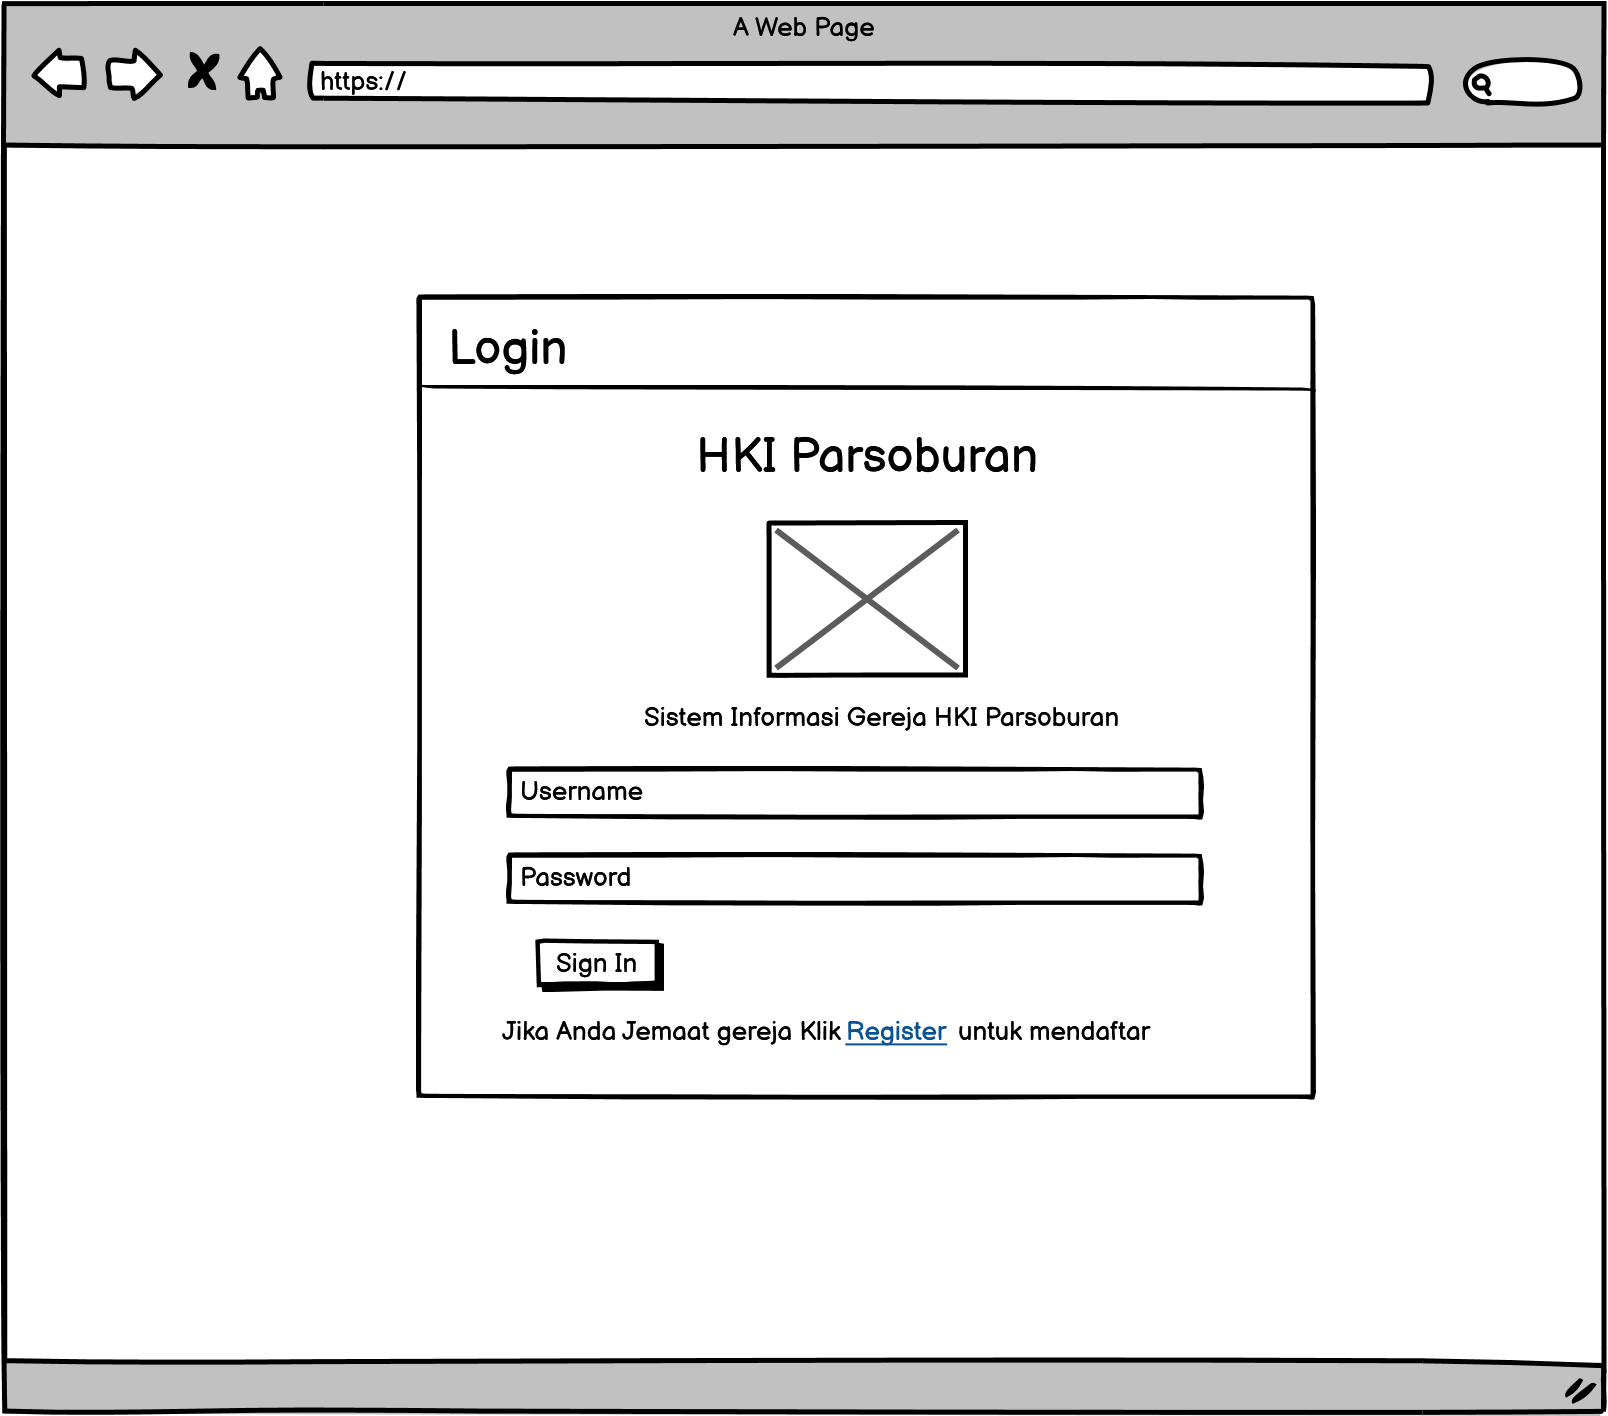 A Web Page
https://
Login
HKI Parsoburan
Sistem Informasi Gereja HKI Parsoburan
Username
Password
Sign In
Jika Anda Jemaat gereja Klik Register untuk mendaftar